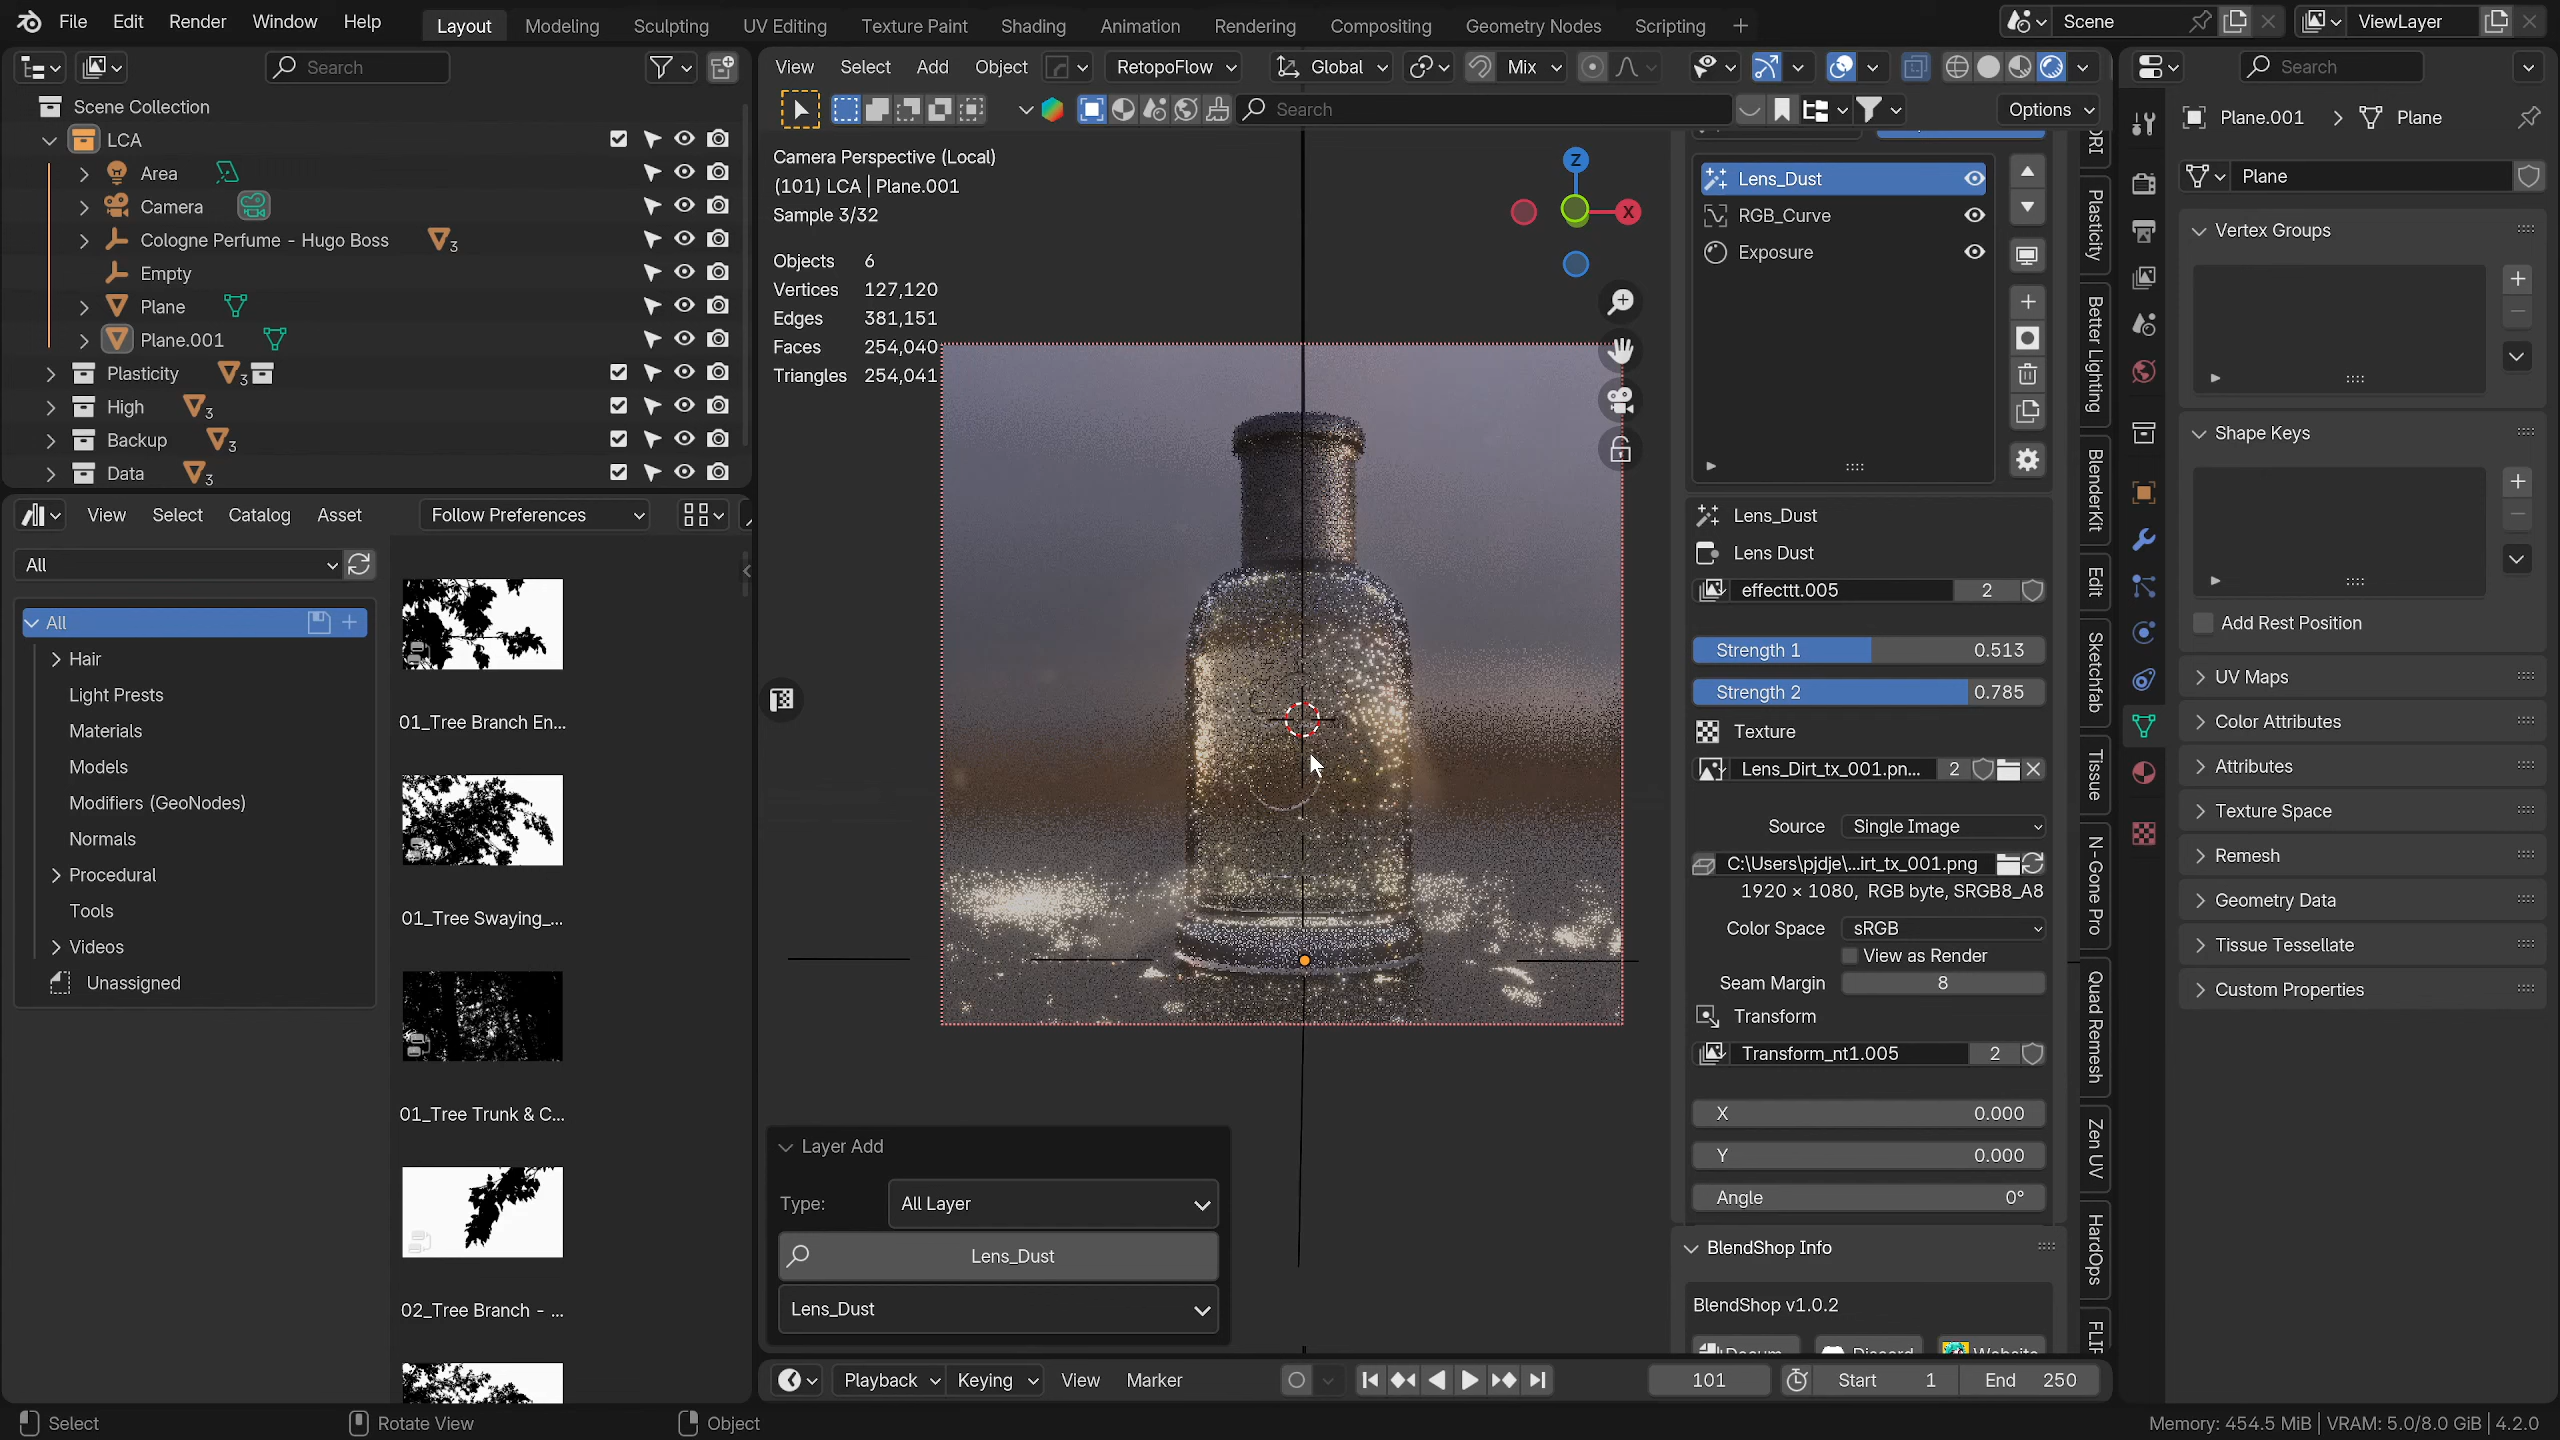 File Edit Render Window Help
Layout Modeling Sculpting UV Editing Texture Paint Shading Animation Rendering Compositing Geometry Nodes Scripting
Scene
ViewLayer
Search
Scene Collection
LCA
Area
Camera
Cologne Perfume - Hugo Boss 3
Empty
Plane
Plane.001
Plasticity 3
High 3
Backup 3
Data 3
View Select Catalog Asset Follow Preferences
All
All
Hair
Light Prests
Materials
Models
Modifiers (GeoNodes)
Normals
Procedural
Tools
Videos
Unassigned
01_Tree Branch En...
01_Tree Swaying_...
01_Tree Trunk & C...
02_Tree Branch - ...
View Select Add Object RetopoFlow Global Mix
Search
Options
Camera Perspective (Local)
(101) LCA | Plane.001
Sample 3/32
Objects 6
Vertices 127,120
Edges 381,151
Faces 254,040
Triangles 254,041
Z
X
Layer Add
Type: All Layer
Lens_Dust
Lens_Dust
Lens_Dust
RGB_Curve
Exposure
Lens_Dust
Lens Dust
effecttt.005 2
Strength 1 0.513
Strength 2 0.785
Texture
Lens_Dirt_tx_001.pn... 2
Source Single Image
C:\Users\pjdje\...irt_tx_001.png
1920 × 1080, RGB byte, SRGB8_A8
Color Space sRGB
View as Render
Seam Margin 8
Transform
Transform_nt1.005 2
X 0.000
Y 0.000
Angle 0°
BlendShop Info
BlendShop v1.0.2
Plasticity
Better Lighting
BlenderKit
Edit
Sketchfab
Tissue
N-Gone Pro
Quad Remesh
Zen UV
HardOps
Search
Plane.001 Plane
Plane
Vertex Groups
Shape Keys
Add Rest Position
UV Maps
Color Attributes
Attributes
Texture Space
Remesh
Geometry Data
Tissue Tessellate
Custom Properties
Playback Keying View Marker
101 Start 1 End 250
Select Rotate View Object
Memory: 454.5 MiB | VRAM: 5.0/8.0 GiB | 4.2.0